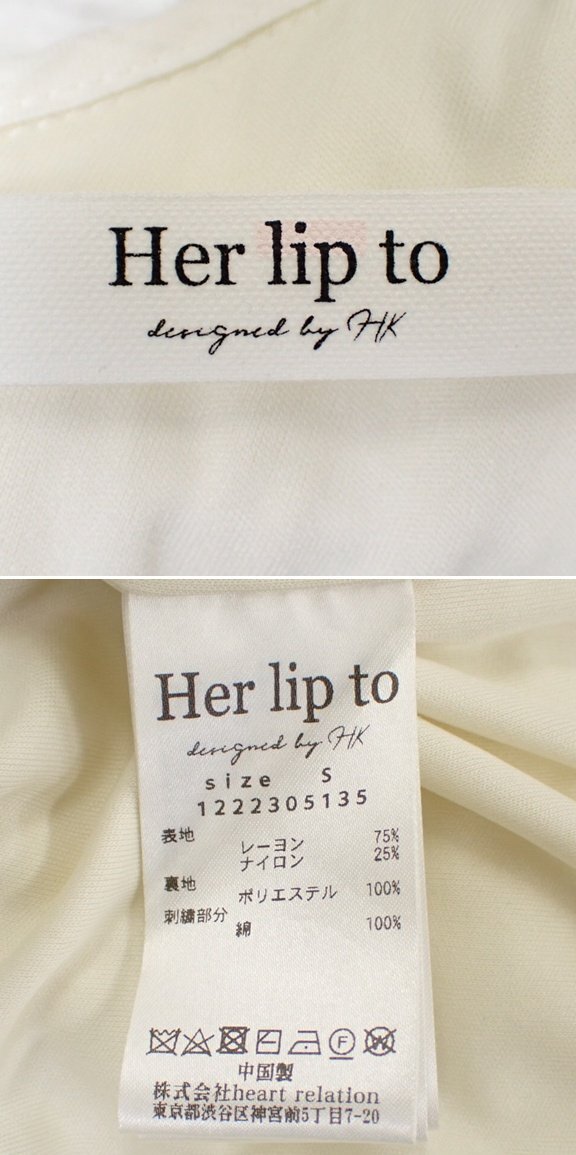 Her lip to
designed by HK
Her lip to
designed by HK
size S
1222305135
表地
レーヨン 75%
ナイロン 25%
裏地
ポリエステル 100%
刺繍部分
綿 100%
中国製
株式会社heart relation
東京都渋谷区神宮前5丁目7-20